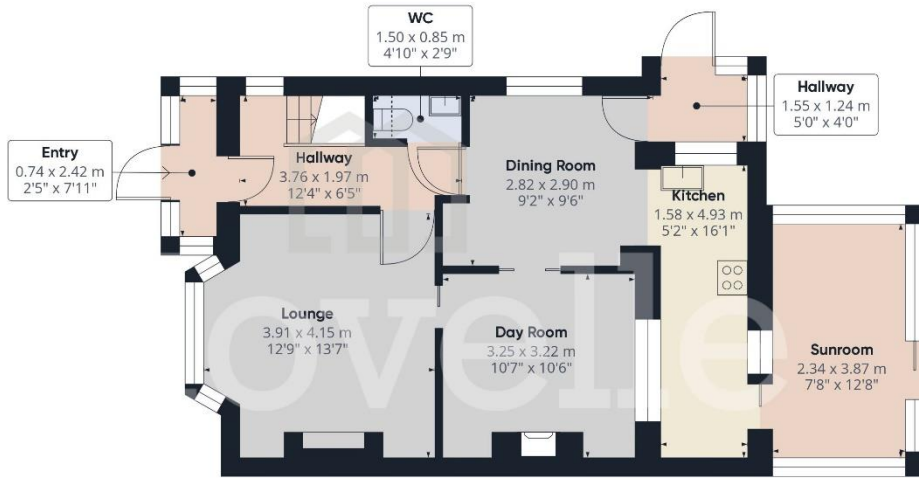 WC
1.50 x 0.85 m
4'10" x 2'9"
Hallway
1.55 x 1.24 m
5'0" x 4'0"
Entry
0.74 x 2.42 m
2'5" x 7'11"
Hallway
3.76 x 1.97 m
12'4" x 6'5"
Dining Room
2.82 x 2.90 m
9'2" x 9'6"
Kitchen
1.58 x 4.93 m
5'2" x 16'1"
Lounge
3.91 x 4.15 m
12'9" x 13'7"
Day Room
3.25 x 3.22 m
10'7" x 10'6"
Sunroom
2.34 x 3.87 m
7'8" x 12'8"
lovelle